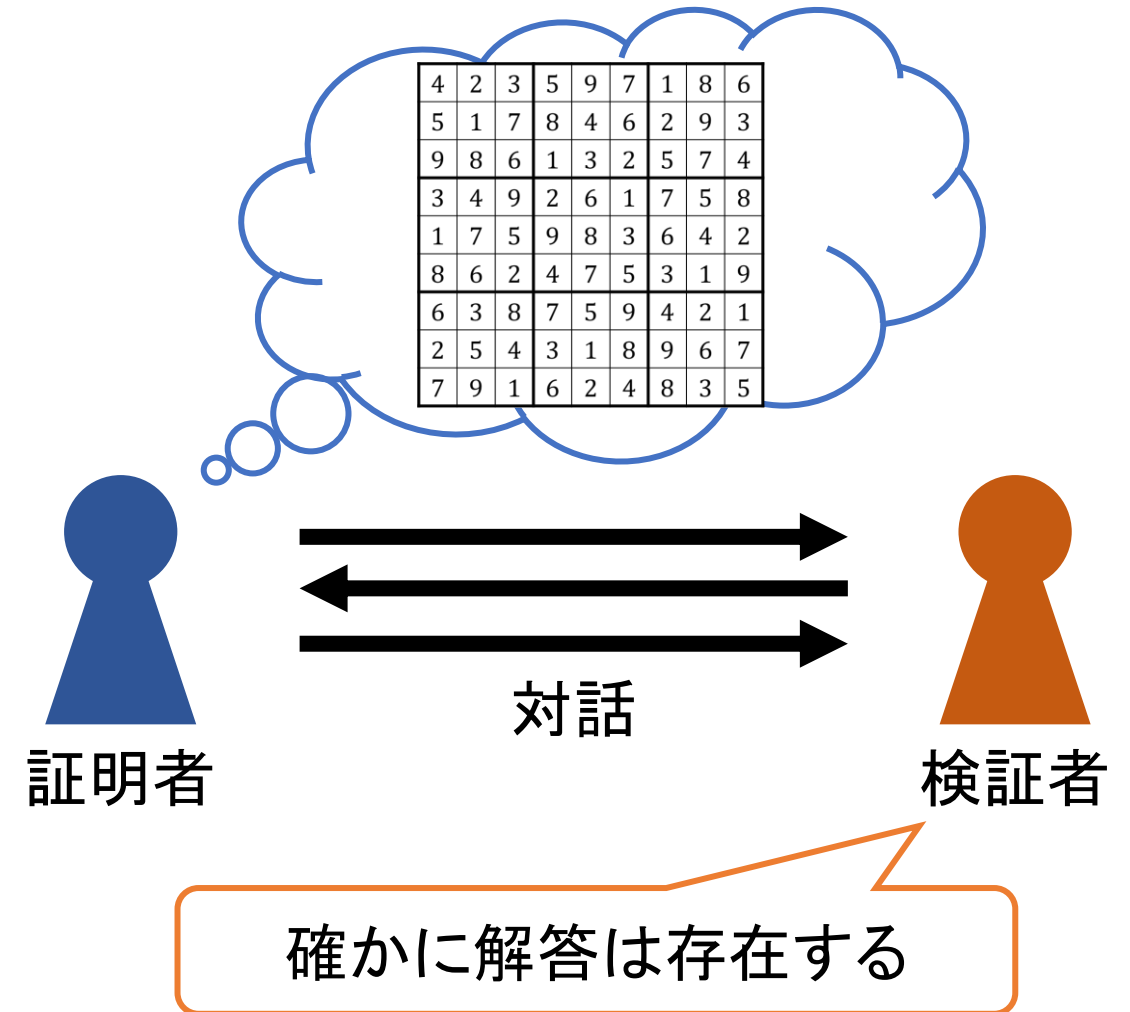 4 2 3 5 9 7 1 8 6
5 1 7 8 4 6 2 9 3
9 8 6 1 3 2 5 7 4
3 4 9 2 6 1 7 5 8
1 7 5 9 8 3 6 4 2
8 6 2 4 7 5 3 1 9
6 3 8 7 5 9 4 2 1
2 5 4 3 1 8 9 6 7
7 9 1 6 2 4 8 3 5
対話
証明者
検証者
確かに解答は存在する